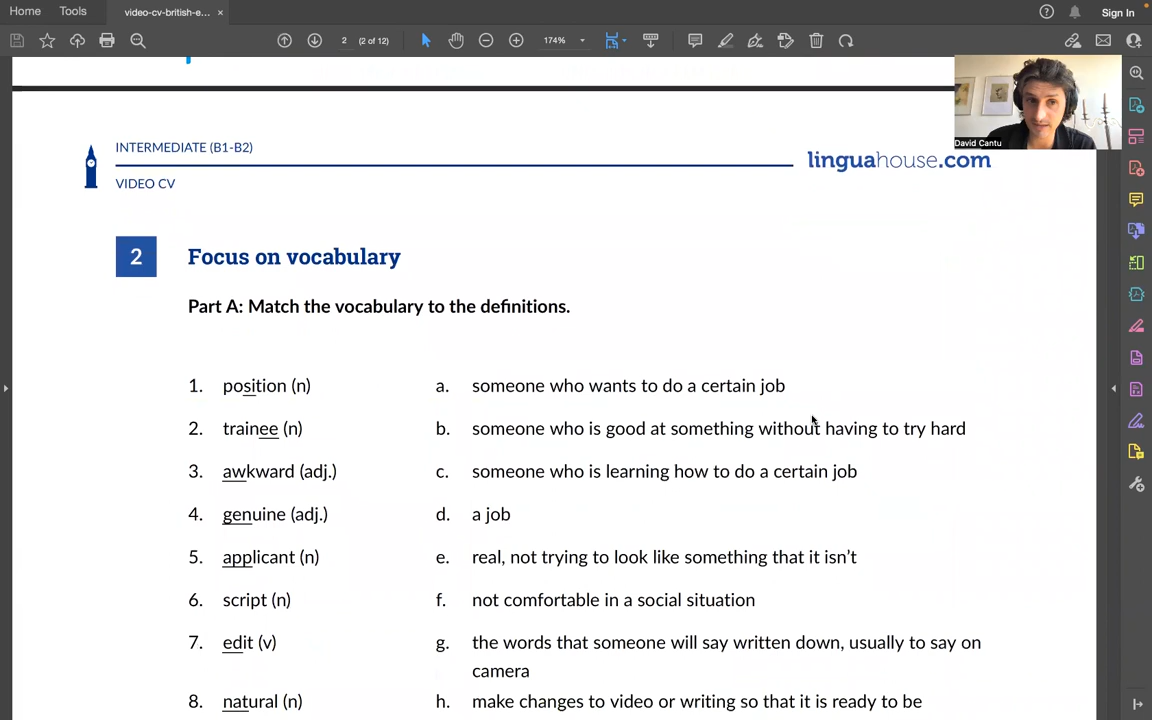 Home
Tools
video-cv-british-e...
Sign In
2 (2 of 12)
174%
INTERMEDIATE (B1-B2)
VIDEO CV
linguahouse.com
David Cantu
2
Focus on vocabulary
Part A: Match the vocabulary to the definitions.
1. position (n) a. someone who wants to do a certain job
2. trainee (n) b. someone who is good at something without having to try hard
3. awkward (adj.) c. someone who is learning how to do a certain job
4. genuine (adj.) d. a job
5. applicant (n) e. real, not trying to look like something that it isn't
6. script (n) f. not comfortable in a social situation
7. edit (v) g. the words that someone will say written down, usually to say on
camera
8. natural (n) h. make changes to video or writing so that it is ready to be